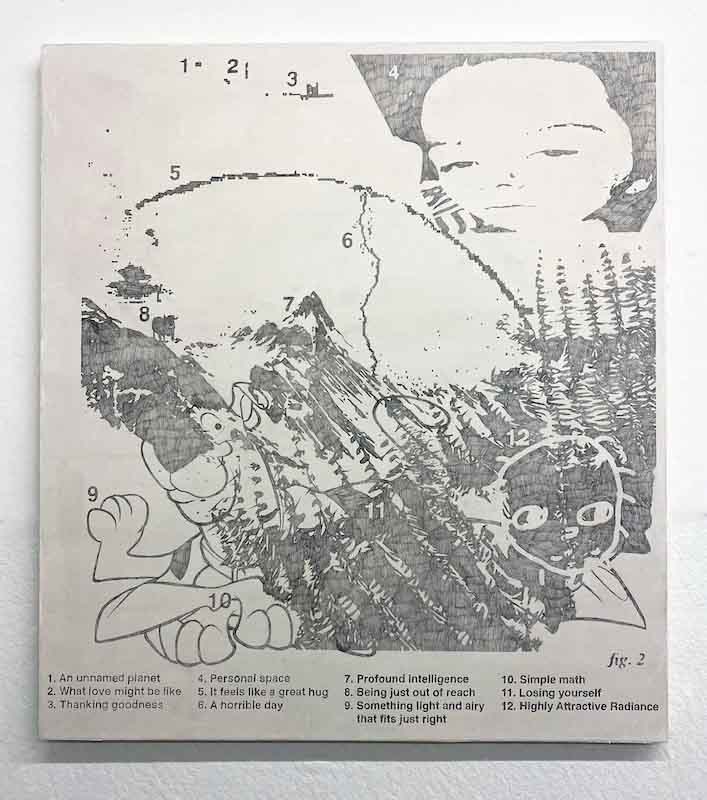 1
2
3
4
5
6
7
8
9
12
11
10
fig. 2
1. An unnamed planet
2. What love might be like
3. Thanking goodness
4. Personal space
5. It feels like a great hug
6. A horrible day
7. Profound intelligence
8. Being just out of reach
9. Something light and airy
that fits just right
10. Simple math
11. Losing yourself
12. Highly Attractive Radiance